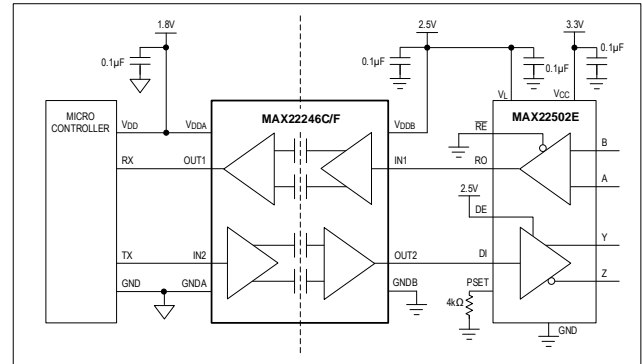 1.8V
2.5V
3.3V
0.1µF
0.1µF
0.1µF
0.1µF
VL
VCC
MICRO
CONTROLLER
MAX22246C/F
MAX22502E
VDD
VDDA
VDDB
RE
B
RX
OUT1
IN1
RO
A
2.5V
DE
TX
IN2
OUT2
DI
Y
Z
GND
GNDA
GNDB
PSET
4kΩ
GND